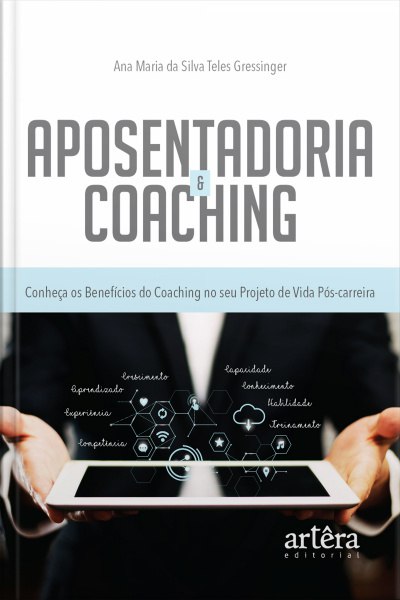 Ana Maria da Silva Teles Gressinger
APOSENTADORIA
&
COACHING
Conheça os Benefícios do Coaching no seu Projeto de Vida Pós-carreira
Crescimento
Aprendizado
Experiência
Competência
Capacidade
Conhecimento
Habilidade
Treinamento
artêra
editorial